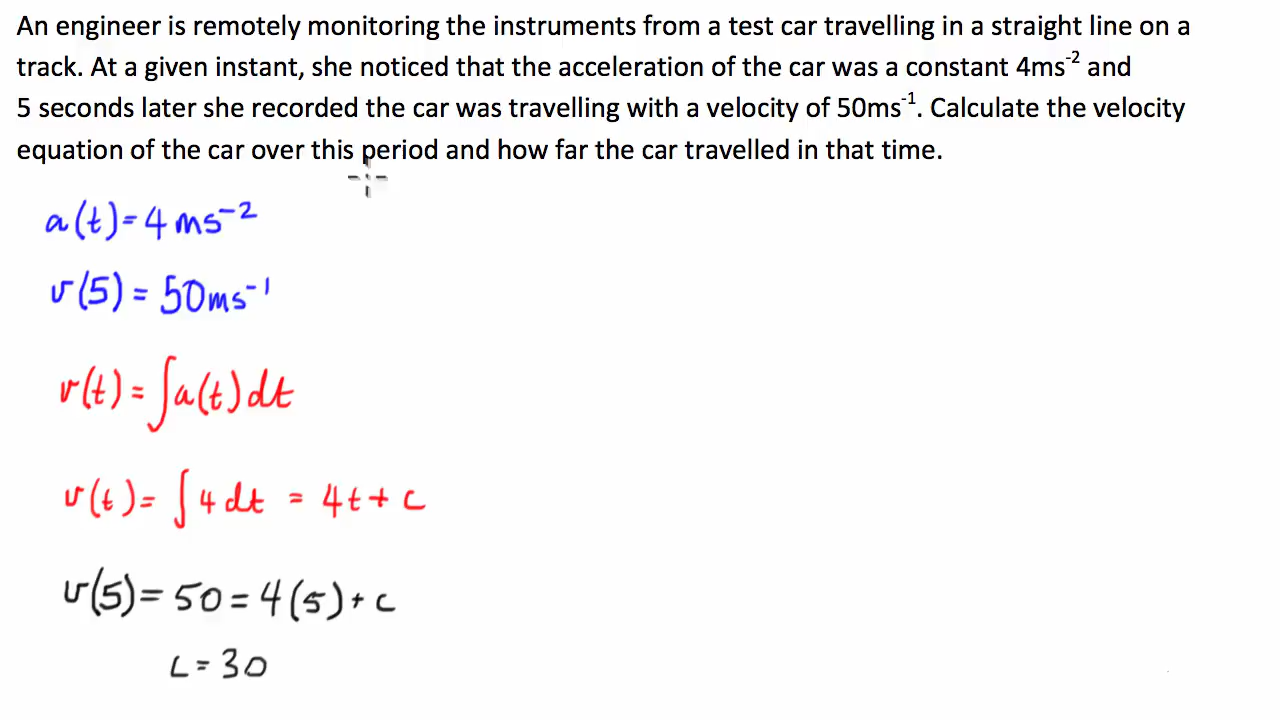 An engineer is remotely monitoring the instruments from a test car travelling in a straight line on a
track. At a given instant, she noticed that the acceleration of the car was a constant 4ms⁻² and
5 seconds later she recorded the car was travelling with a velocity of 50ms⁻¹. Calculate the velocity
equation of the car over this period and how far the car travelled in that time.
a(t)=4ms⁻²
v(5)=50ms⁻¹
v(t)=∫a(t)dt
v(t)=∫4dt = 4t+c
v(5)=50=4(5)+c
c=30